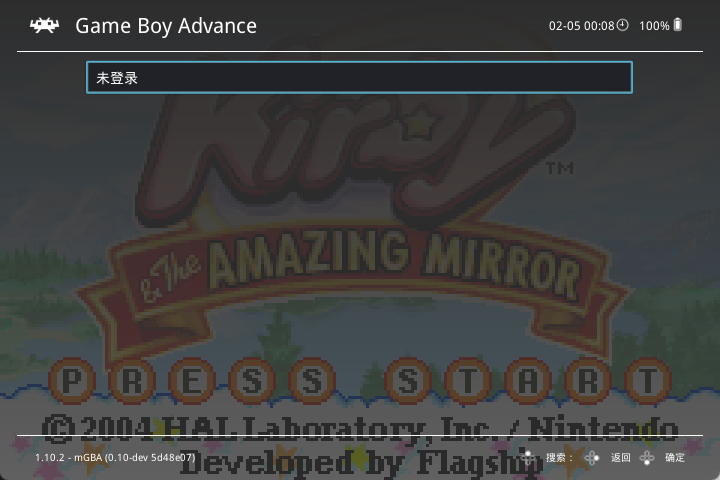 Game Boy Advance
02-05 00:08 100%
未登录
Kirby
TM
& The AMAZING MIRROR
PRESS START
© 2004 HAL Laboratory, Inc. / Nintendo
Developed by Flagship
1.10.2 - mGBA (0.10-dev 5d48e07)
搜索: 返回 确定